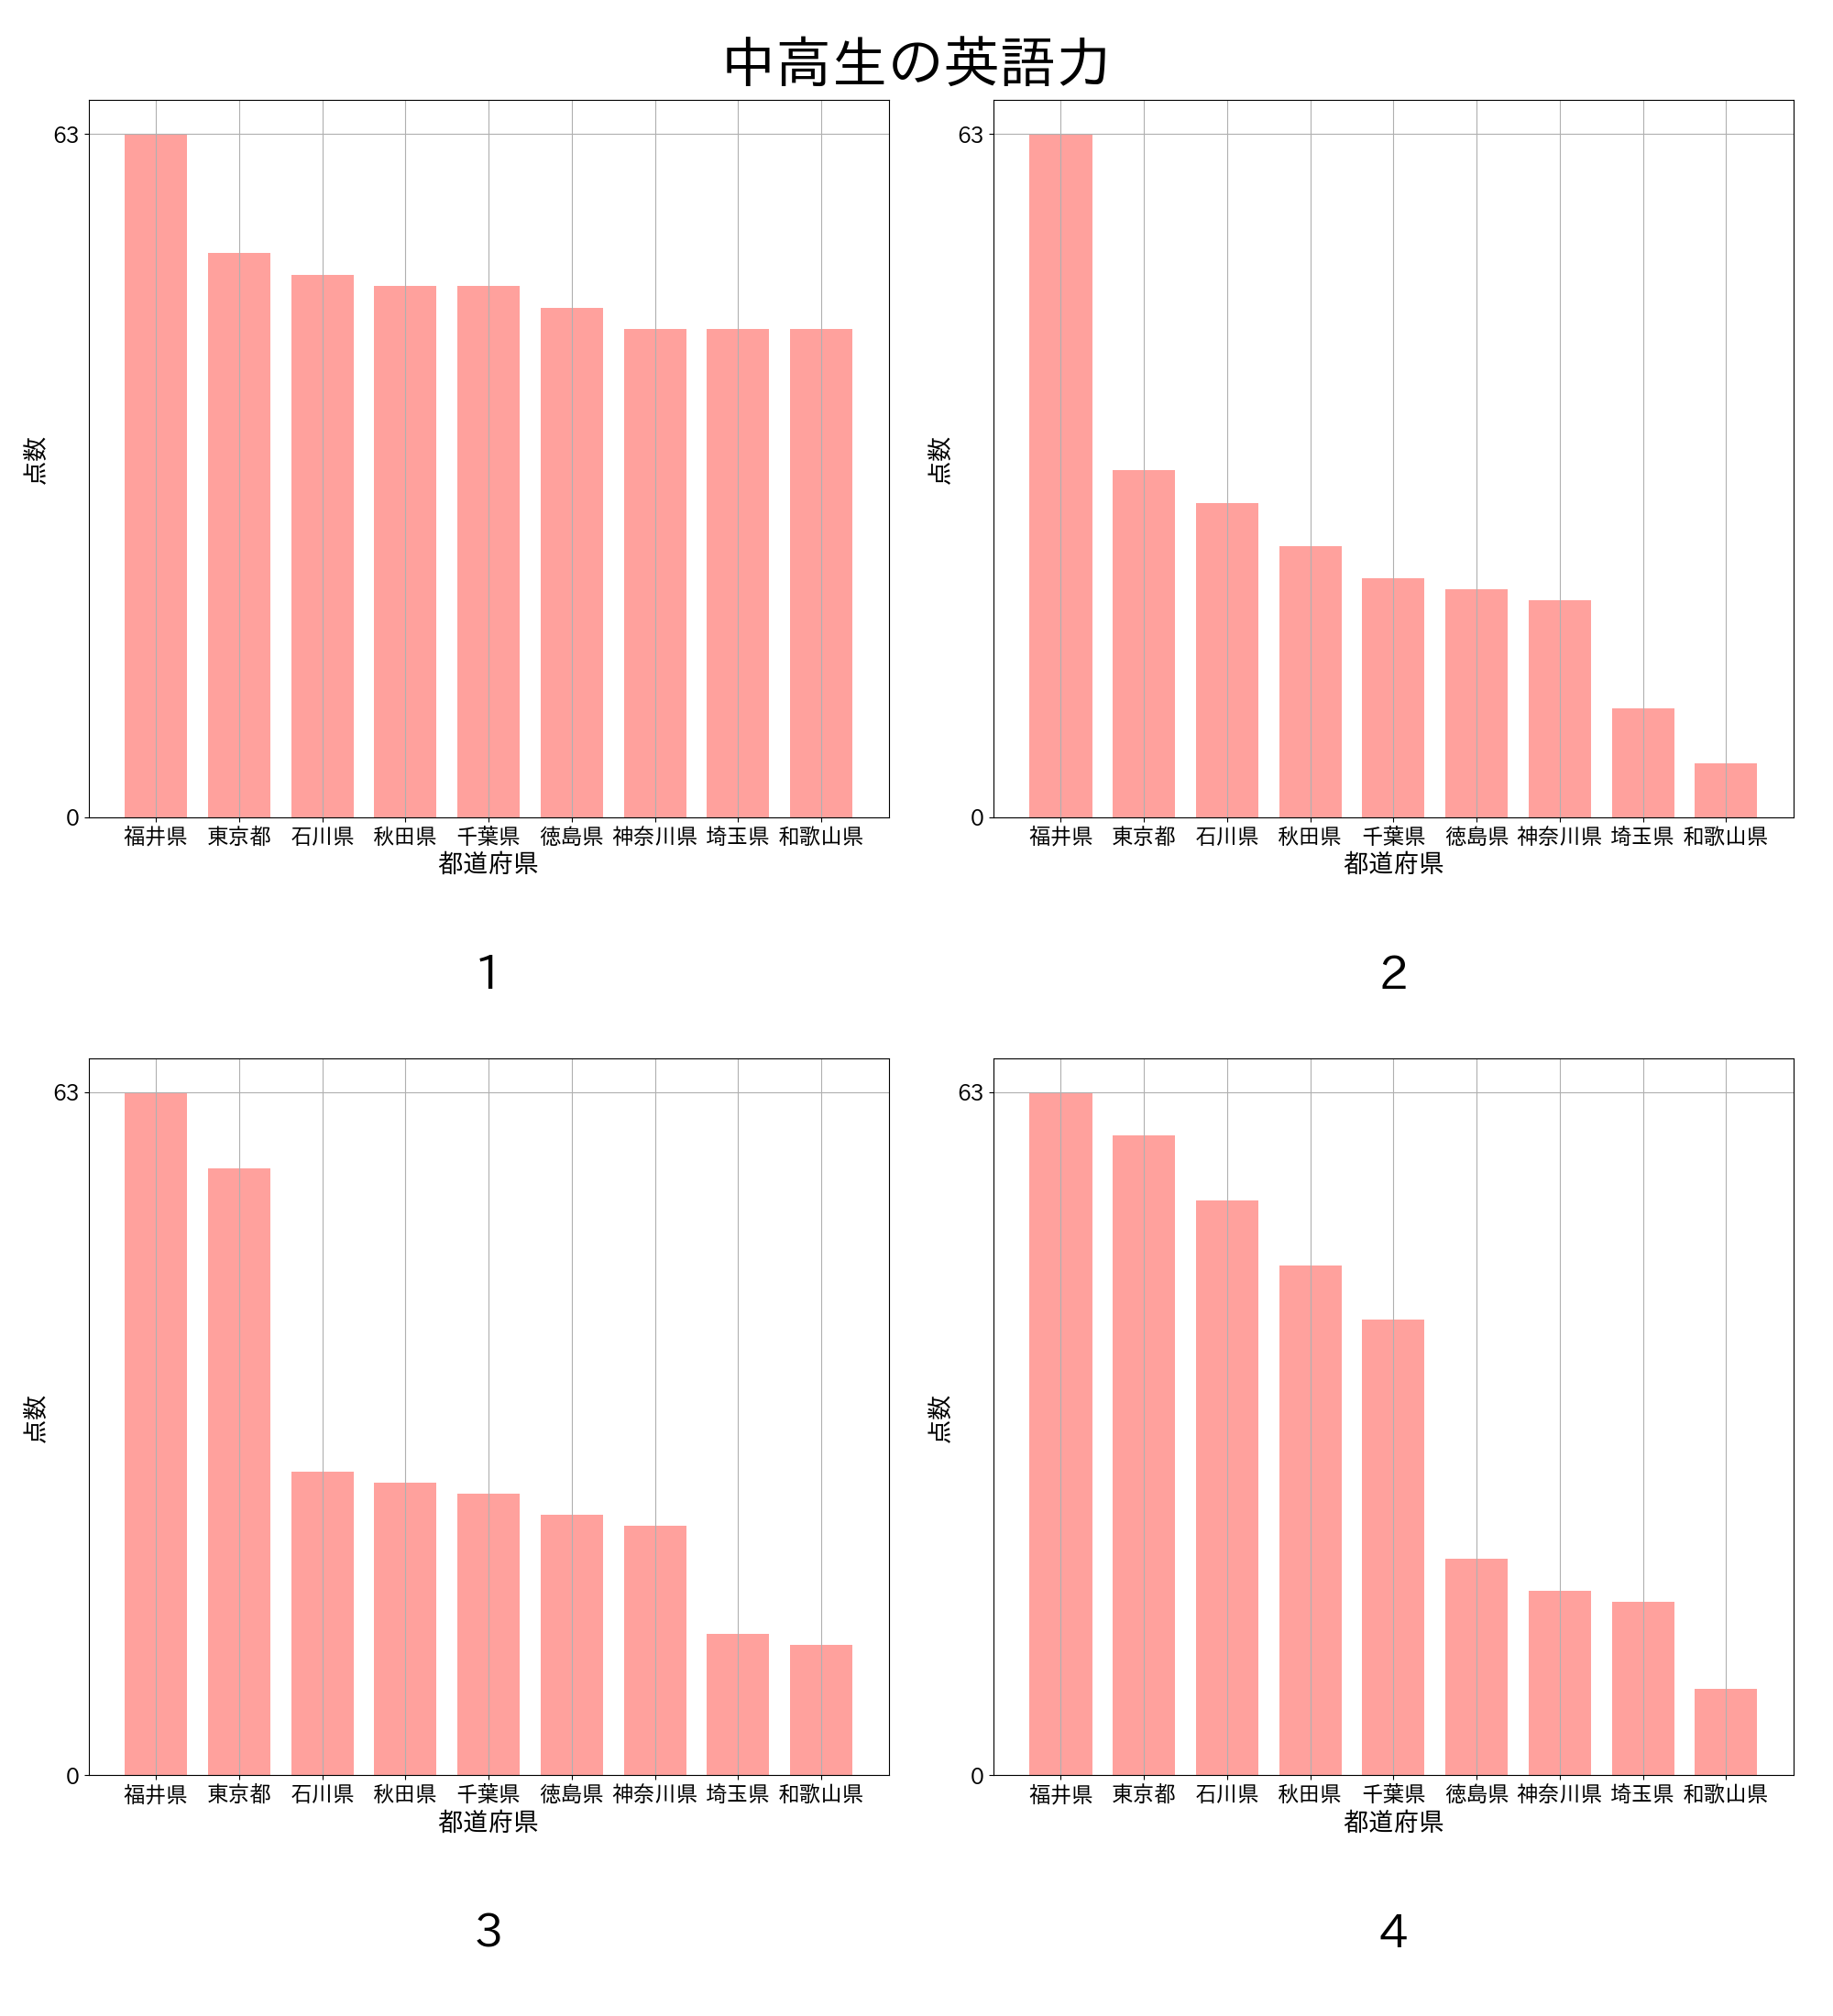 中高生の英語力
63
0
点数
福井県 東京都 石川県 秋田県 千葉県 徳島県 神奈川県 埼玉県 和歌山県
都道府県
1
63
0
点数
福井県 東京都 石川県 秋田県 千葉県 徳島県 神奈川県 埼玉県 和歌山県
都道府県
2
63
0
点数
福井県 東京都 石川県 秋田県 千葉県 徳島県 神奈川県 埼玉県 和歌山県
都道府県
3
63
0
点数
福井県 東京都 石川県 秋田県 千葉県 徳島県 神奈川県 埼玉県 和歌山県
都道府県
4